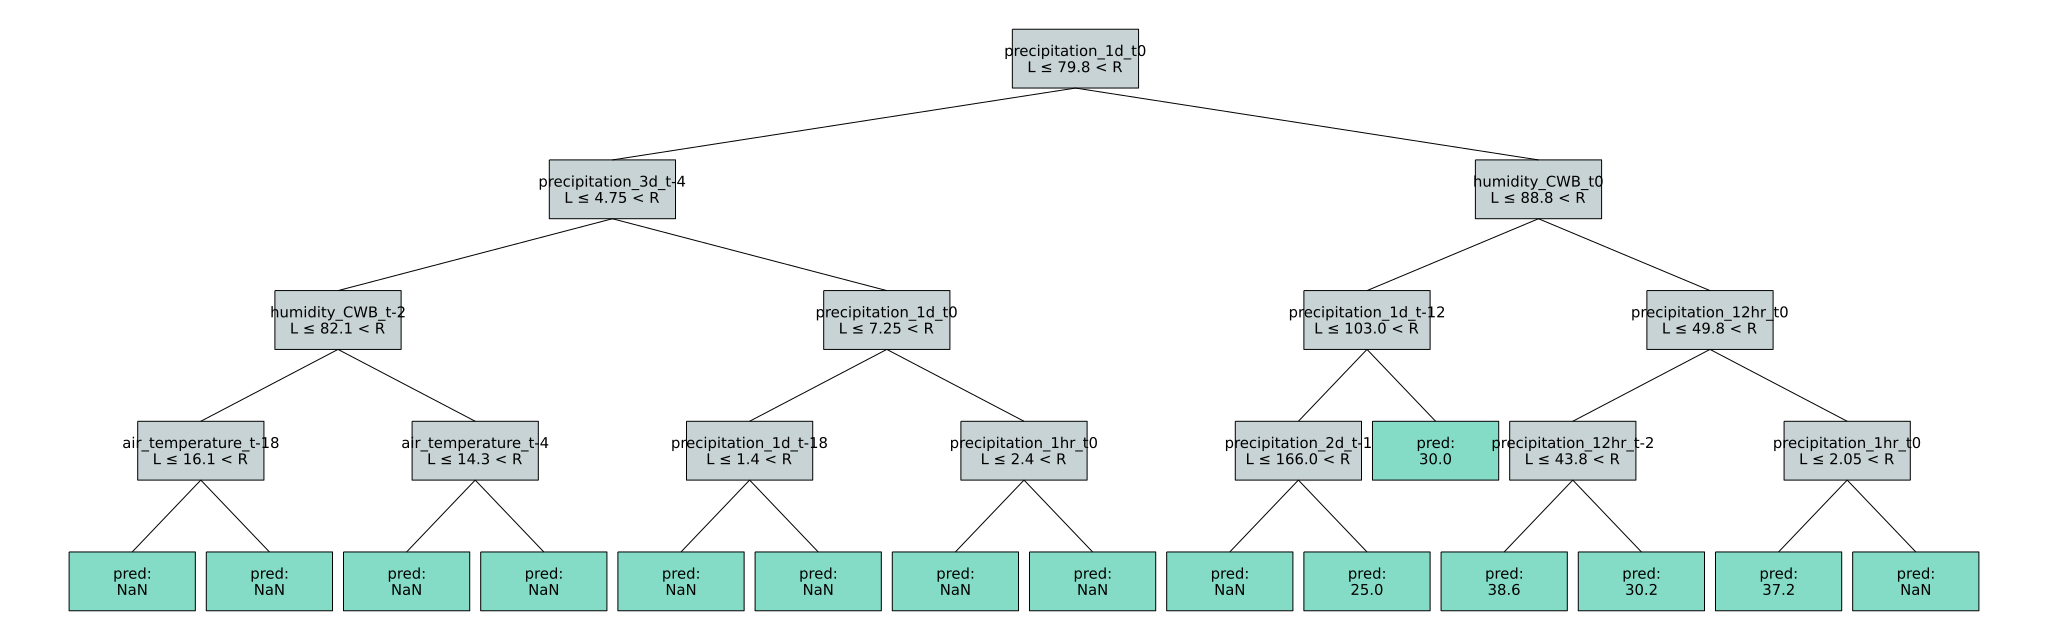 precipitation_1d_t0
L ≤ 79.8 < R
precipitation_3d_t-4
L ≤ 4.75 < R
humidity_CWB_t0
L ≤ 88.8 < R
humidity_CWB_t-2
L ≤ 82.1 < R
precipitation_1d_t0
L ≤ 7.25 < R
precipitation_1d_t-12
L ≤ 103.0 < R
precipitation_12hr_t0
L ≤ 49.8 < R
air_temperature_t-18
L ≤ 16.1 < R
air_temperature_t-4
L ≤ 14.3 < R
precipitation_1d_t-18
L ≤ 1.4 < R
precipitation_1hr_t0
L ≤ 2.4 < R
precipitation_2d_t-1
L ≤ 166.0 < R
pred:
30.0
precipitation_12hr_t-2
L ≤ 43.8 < R
precipitation_1hr_t0
L ≤ 2.05 < R
pred:
NaN
pred:
NaN
pred:
NaN
pred:
NaN
pred:
NaN
pred:
NaN
pred:
NaN
pred:
NaN
pred:
NaN
pred:
25.0
pred:
38.6
pred:
30.2
pred:
37.2
pred:
NaN